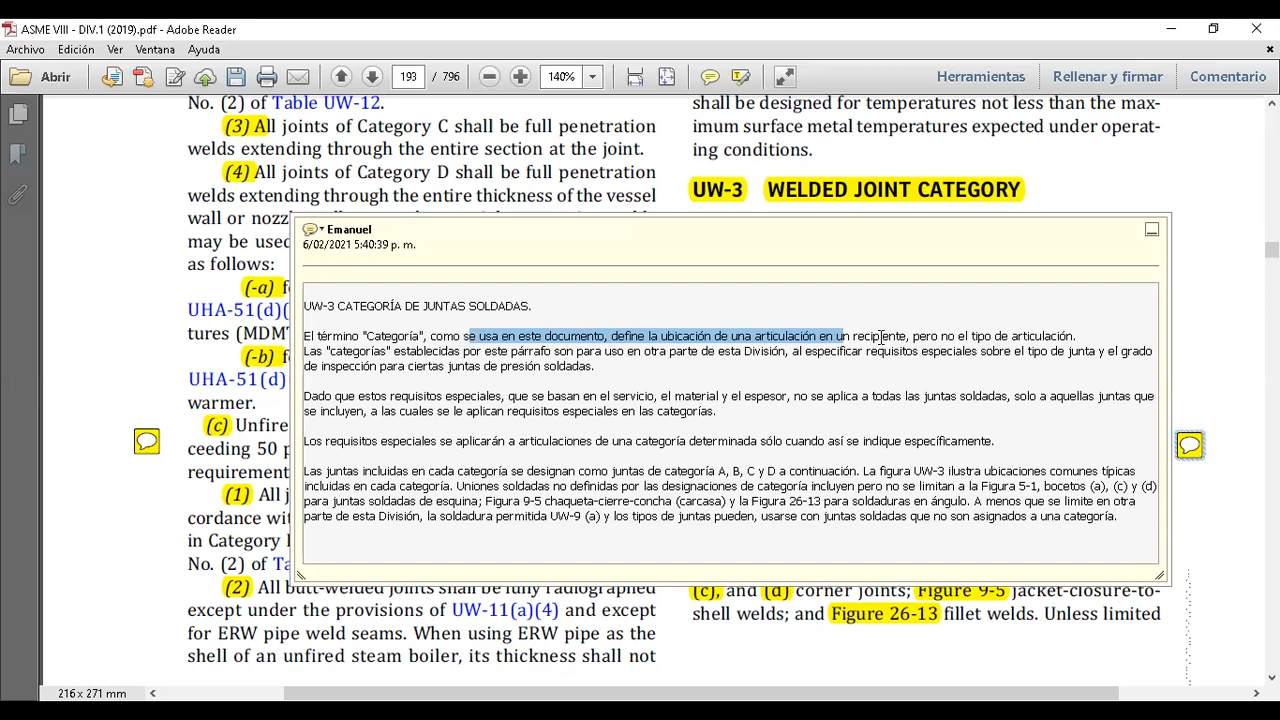 ASME VIII - DIV.1 (2019).pdf - Adobe Reader
Archivo Edición Ver Ventana Ayuda
Abrir 193 / 796 140% Herramientas Rellenar y firmar Comentario
No. (2) of Table UW-12.
(3) All joints of Category C shall be full penetration
welds extending through the entire section at the joint.
(4) All joints of Category D shall be full penetration
welds extending through the entire thickness of the vessel
wall or nozz
may be used
as follows:
(-a) f
UHA-51(d)(
tures (MDMT
(-b) f
UHA-51(d)
warmer.
(c) Unfire
ceeding 50 p
requirement
(1) All j
cordance wit
in Category
No. (2) of Ta
(2) All butt-welded joints shall be fully radiographed
except under the provisions of UW-11(a)(4) and except
for ERW pipe weld seams. When using ERW pipe as the
shell of an unfired steam boiler, its thickness shall not
shall be designed for temperatures not less than the max-
imum surface metal temperatures expected under operat-
ing conditions.
UW-3 WELDED JOINT CATEGORY
Emanuel
6/02/2021 5:40:39 p. m.
UW-3 CATEGORÍA DE JUNTAS SOLDADAS.
El término "Categoría", como se usa en este documento, define la ubicación de una articulación en un recipiente, pero no el tipo de articulación.
Las "categorías" establecidas por este párrafo son para uso en otra parte de esta División, al especificar requisitos especiales sobre el tipo de junta y el grado
de inspección para ciertas juntas de presión soldadas.
Dado que estos requisitos especiales, que se basan en el servicio, el material y el espesor, no se aplica a todas las juntas soldadas, solo a aquellas juntas que
se incluyen, a las cuales se le aplican requisitos especiales en las categorías.
Los requisitos especiales se aplicarán a articulaciones de una categoría determinada sólo cuando así se indique específicamente.
Las juntas incluidas en cada categoría se designan como juntas de categoría A, B, C y D a continuación. La figura UW-3 ilustra ubicaciones comunes típicas
incluidas en cada categoría. Uniones soldadas no definidas por las designaciones de categoría incluyen pero no se limitan a la Figura 5-1, bocetos (a), (c) y (d)
para juntas soldadas de esquina; Figura 9-5 chaqueta-cierre-concha (carcasa) y la Figura 26-13 para soldaduras en ángulo. A menos que se limite en otra
parte de esta División, la soldadura permitida UW-9 (a) y los tipos de juntas pueden, usarse con juntas soldadas que no son asignados a una categoría.
(c), and (d) corner joints; Figure 9-5 jacket-closure-to-
shell welds; and Figure 26-13 fillet welds. Unless limited
216 x 271 mm